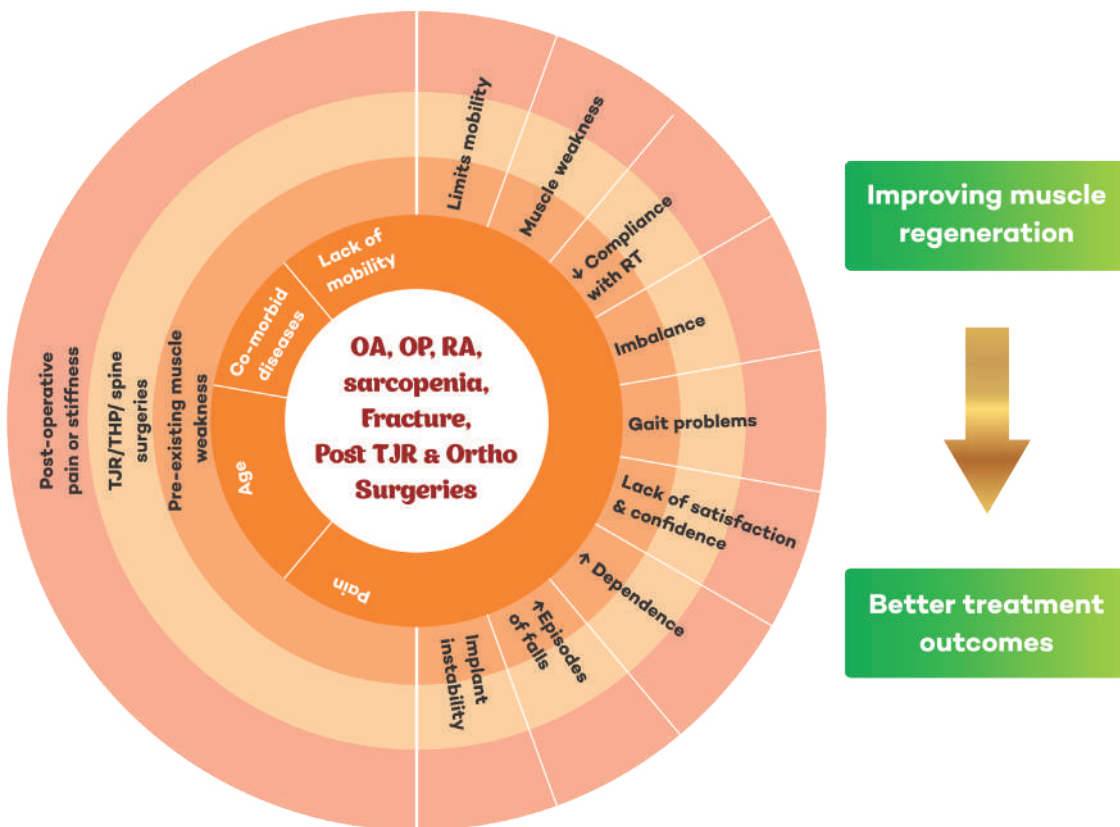 Post-operative
pain or stiffness
TJR/THP/ spine
surgeries
Pre-existing muscle
weakness
Lack of
mobility
Co-morbid
diseases
Age
Pain
OA, OP, RA,
sarcopenia,
Fracture,
Post TJR & Ortho
Surgeries
Limits mobility
Muscle weakness
↓ Compliance
with RT
Imbalance
Gait problems
Lack of satisfaction
& confidence
↑ Dependence
↑Episodes
of falls
Implant
instability
Improving muscle
regeneration
Better treatment
outcomes